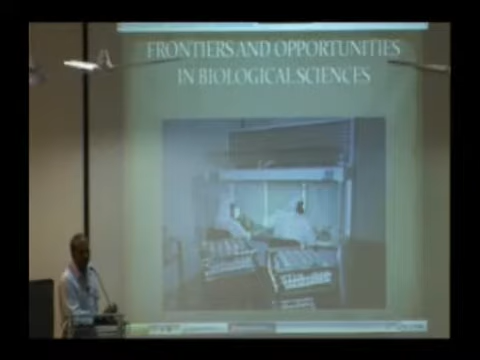 FRONTIERS AND OPPORTUNITIES
IN BIOLOGICAL SCIENCES